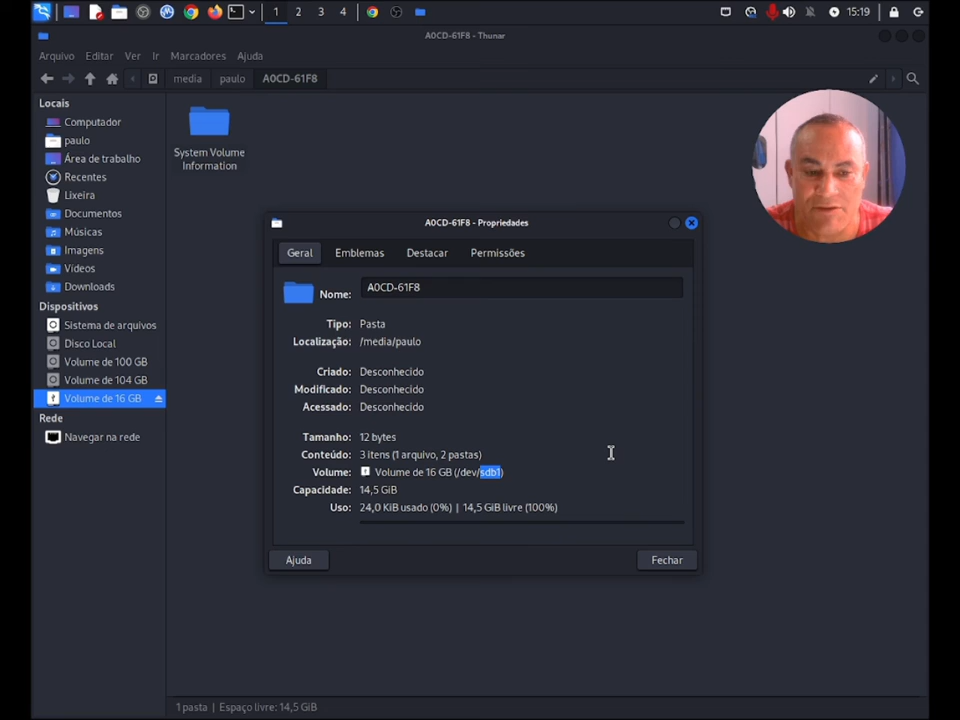 1 2 3 4
15:19
A0CD-61F8 - Thunar
Arquivo Editar Ver Ir Marcadores Ajuda
media paulo A0CD-61F8
Locais
Computador
paulo
Área de trabalho
Recentes
Lixeira
Documentos
Músicas
Imagens
Vídeos
Downloads
Dispositivos
Sistema de arquivos
Disco Local
Volume de 100 GB
Volume de 104 GB
Volume de 16 GB
Rede
Navegar na rede
System Volume
Information
A0CD-61F8 - Propriedades
Geral Emblemas Destacar Permissões
Nome: A0CD-61F8
Tipo: Pasta
Localização: /media/paulo
Criado: Desconhecido
Modificado: Desconhecido
Acessado: Desconhecido
Tamanho: 12 bytes
Conteúdo: 3 itens (1 arquivo, 2 pastas)
Volume: Volume de 16 GB (/dev/sdb1)
Capacidade: 14,5 GiB
Uso: 24,0 KiB usado (0%) | 14,5 GiB livre (100%)
Ajuda Fechar
1 pasta | Espaço livre: 14,5 GiB